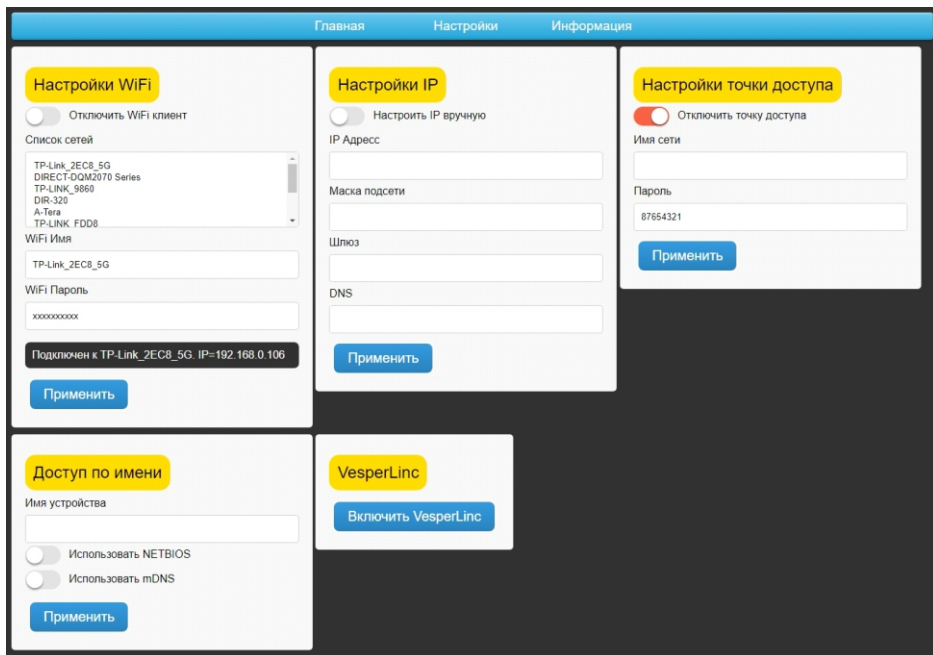 Главная Настройки Информация
Настройки WiFi
Отключить WiFi клиент
Список сетей
TP-Link_2EC8_5G
DIRECT-DQM2070 Series
TP-LINK_9860
DIR-320
A-Tera
TP-LINK_FDD8
WiFi Имя
TP-Link_2EC8_5G
WiFi Пароль
xxxxxxxxxx
Подключен к TP-Link_2EC8_5G. IP=192.168.0.106
Применить
Настройки IP
Настроить IP вручную
IP Адресс
Маска подсети
Шлюз
DNS
Применить
Настройки точки доступа
Отключить точку доступа
Имя сети
Пароль
87654321
Применить
Доступ по имени
Имя устройства
Использовать NETBIOS
Использовать mDNS
Применить
VesperLinc
Включить VesperLinc